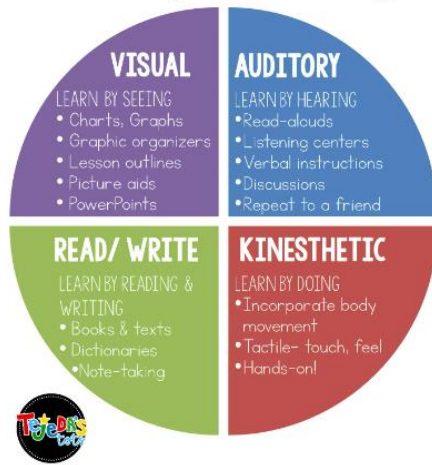 VISUAL
LEARN BY SEEING
• Charts, Graphs
• Graphic organizers
• Lesson outlines
• Picture aids
• PowerPoints
AUDITORY
LEARN BY HEARING
• Read-alouds
• Listening centers
• Verbal instructions
• Discussions
• Repeat to a friend
READ/ WRITE
LEARN BY READING &
WRITING
• Books & texts
• Dictionaries
• Note-taking
KINESTHETIC
LEARN BY DOING
• Incorporate body
movement
• Tactile- touch, feel
• Hands-on!
TEJEDA'S